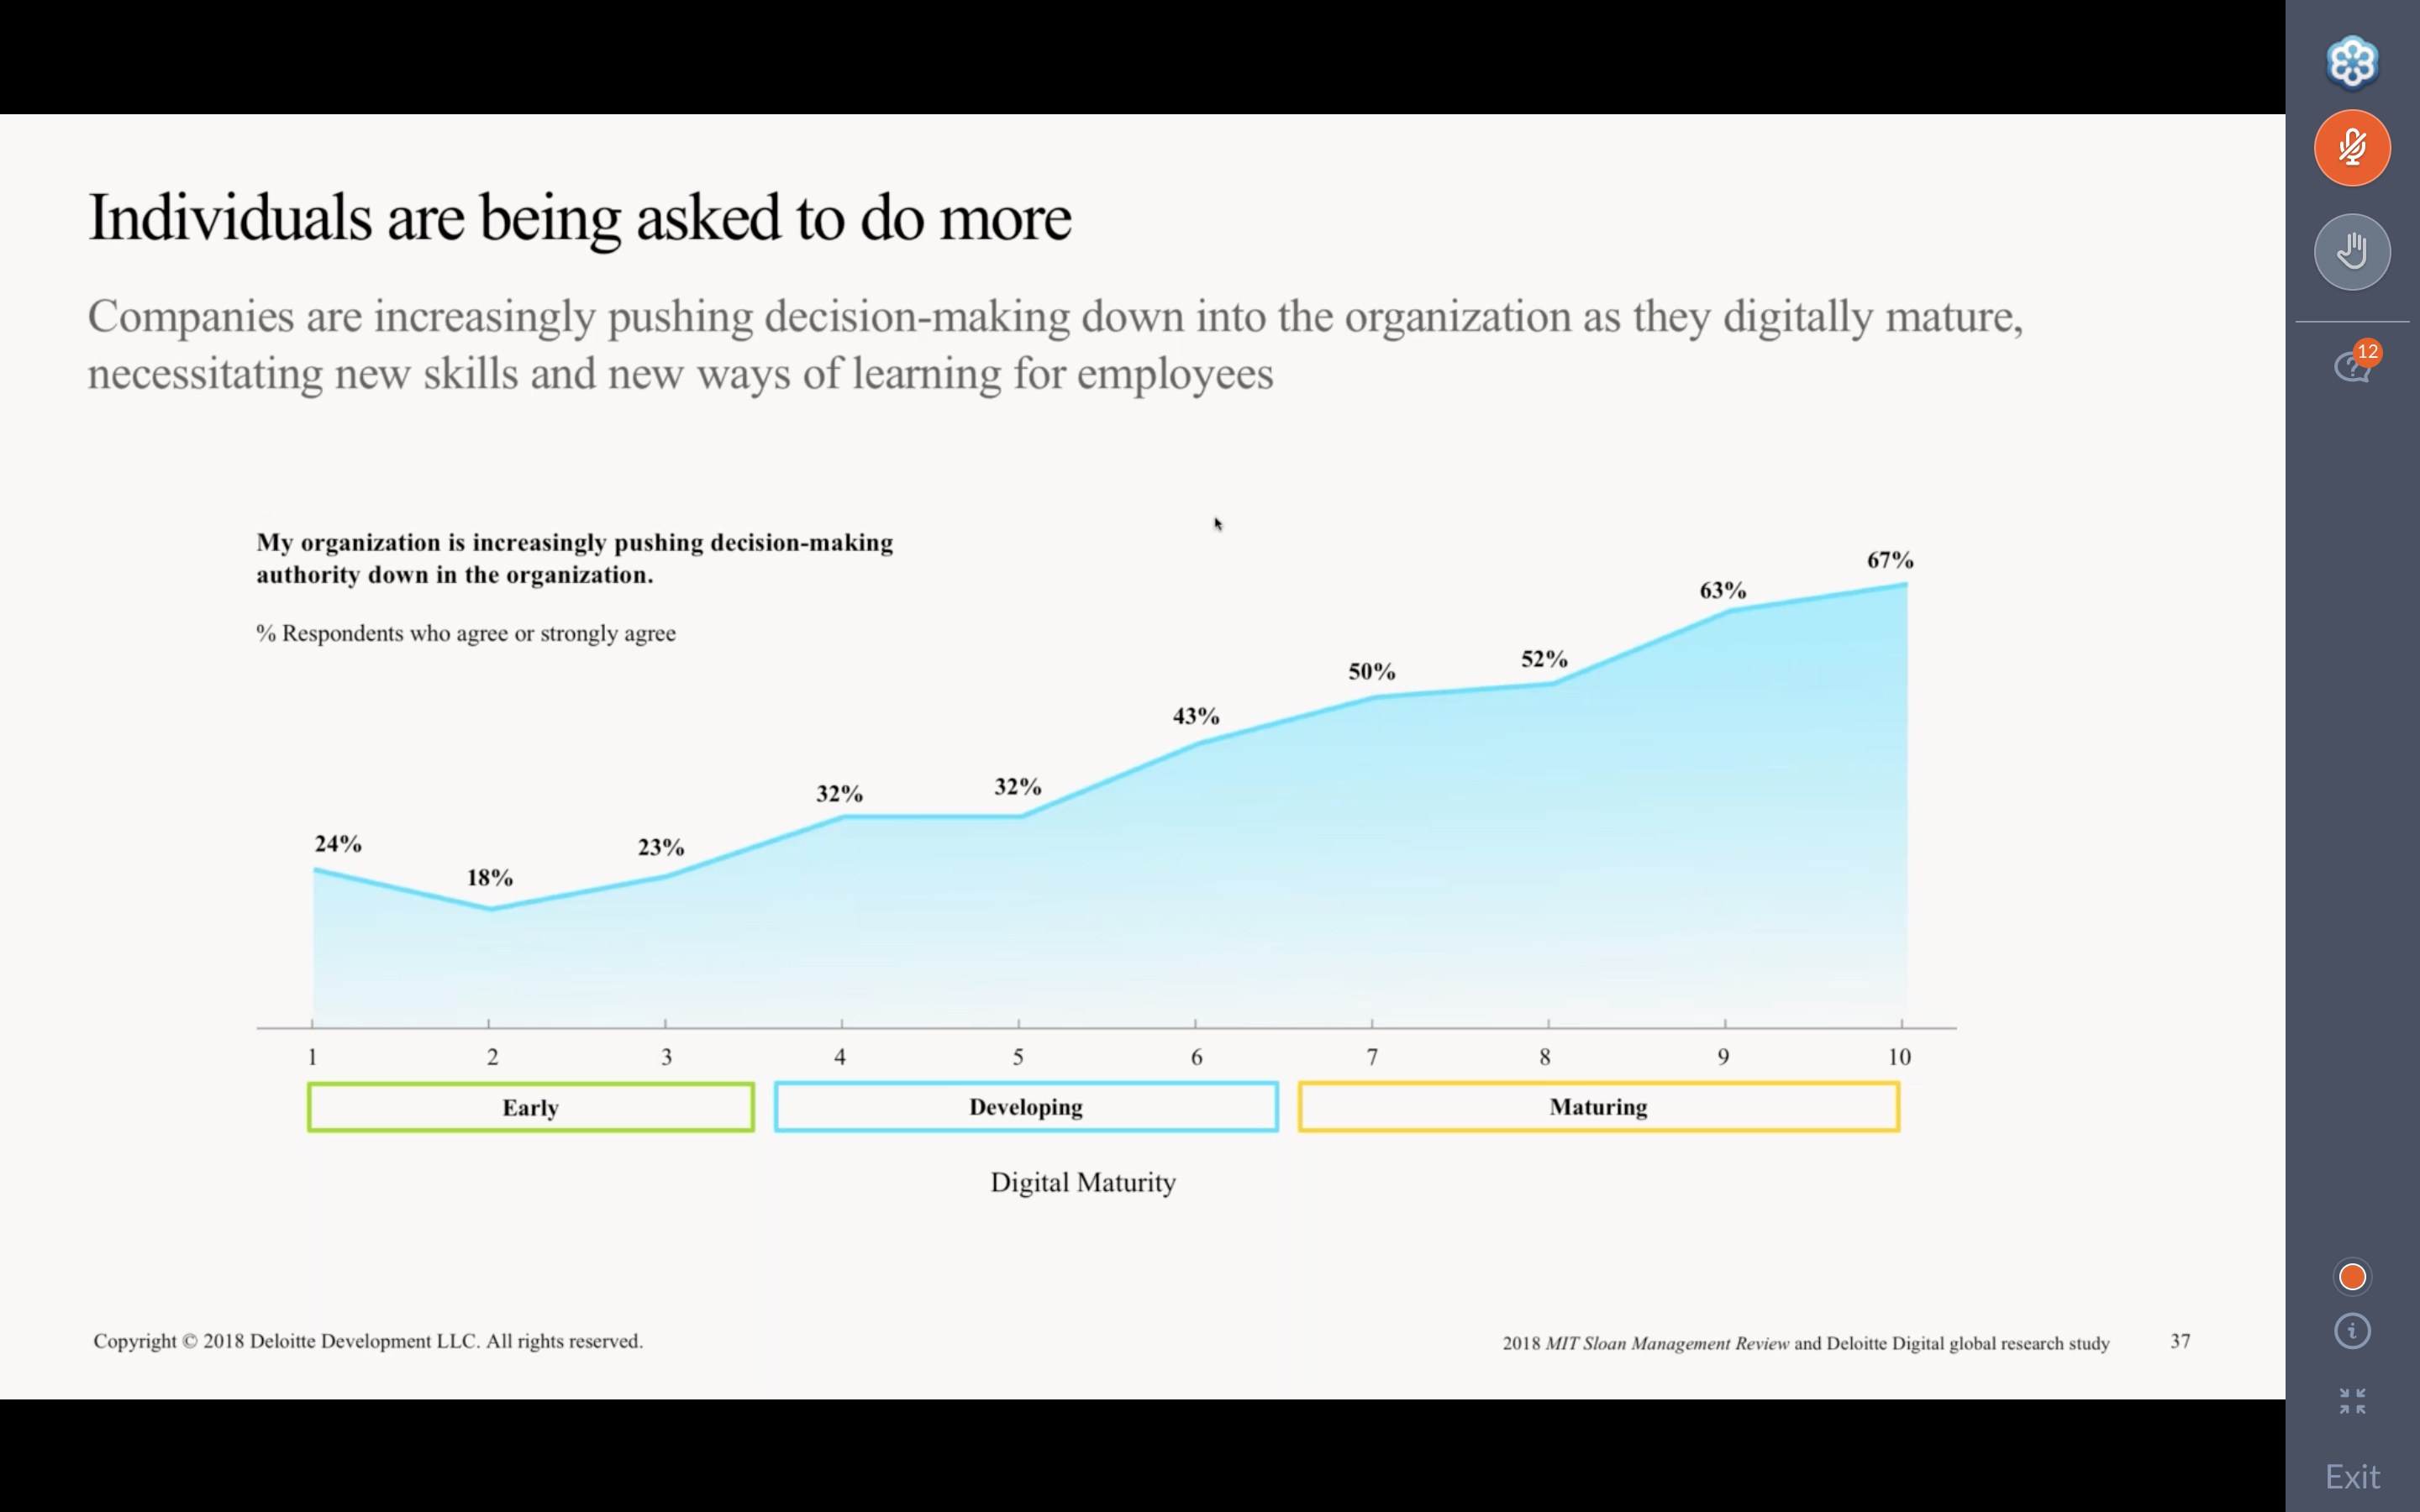 Individuals are being asked to do more
Companies are increasingly pushing decision-making down into the organization as they digitally mature,
necessitating new skills and new ways of learning for employees
My organization is increasingly pushing decision-making
authority down in the organization.
% Respondents who agree or strongly agree
24%
18%
23%
32%
32%
43%
50%
52%
63%
67%
1 2 3 4 5 6 7 8 9 10
Early Developing Maturing
Digital Maturity
Copyright © 2018 Deloitte Development LLC. All rights reserved.
2018 MIT Sloan Management Review and Deloitte Digital global research study 37
12
Exit